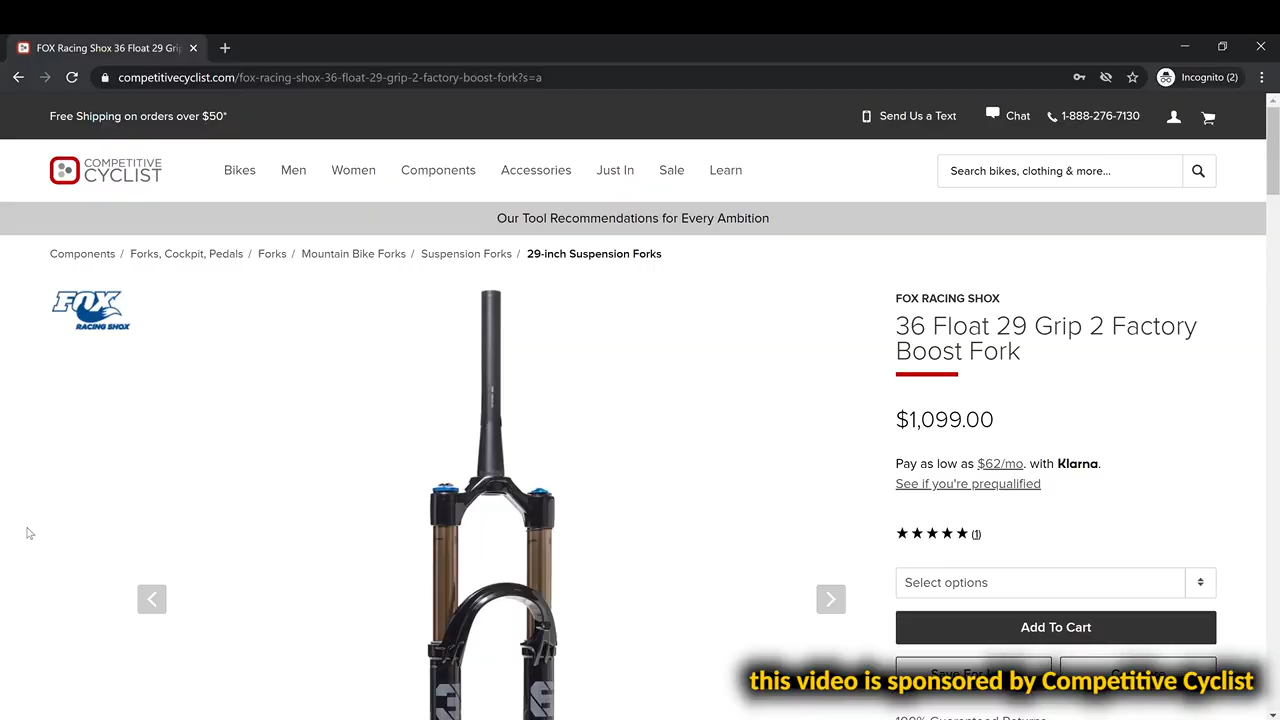 FOX Racing Shox 36 Float 29 Gri
competitivecyclist.com/fox-racing-shox-36-float-29-grip-2-factory-boost-fork?s=a
Incognito (2)
Free Shipping on orders over $50*
Send Us a Text
Chat
1-888-276-7130
COMPETITIVE
CYCLIST
Bikes
Men
Women
Components
Accessories
Just In
Sale
Learn
Search bikes, clothing & more...
Our Tool Recommendations for Every Ambition
Components / Forks, Cockpit, Pedals / Forks / Mountain Bike Forks / Suspension Forks / 29-inch Suspension Forks
FOX
RACING SHOX
FOX RACING SHOX
36 Float 29 Grip 2 Factory
Boost Fork
$1,099.00
Pay as low as $62/mo. with Klarna.
See if you're prequalified
(1)
Select options
Add To Cart
this video is sponsored by Competitive Cyclist
100% Guaranteed Returns